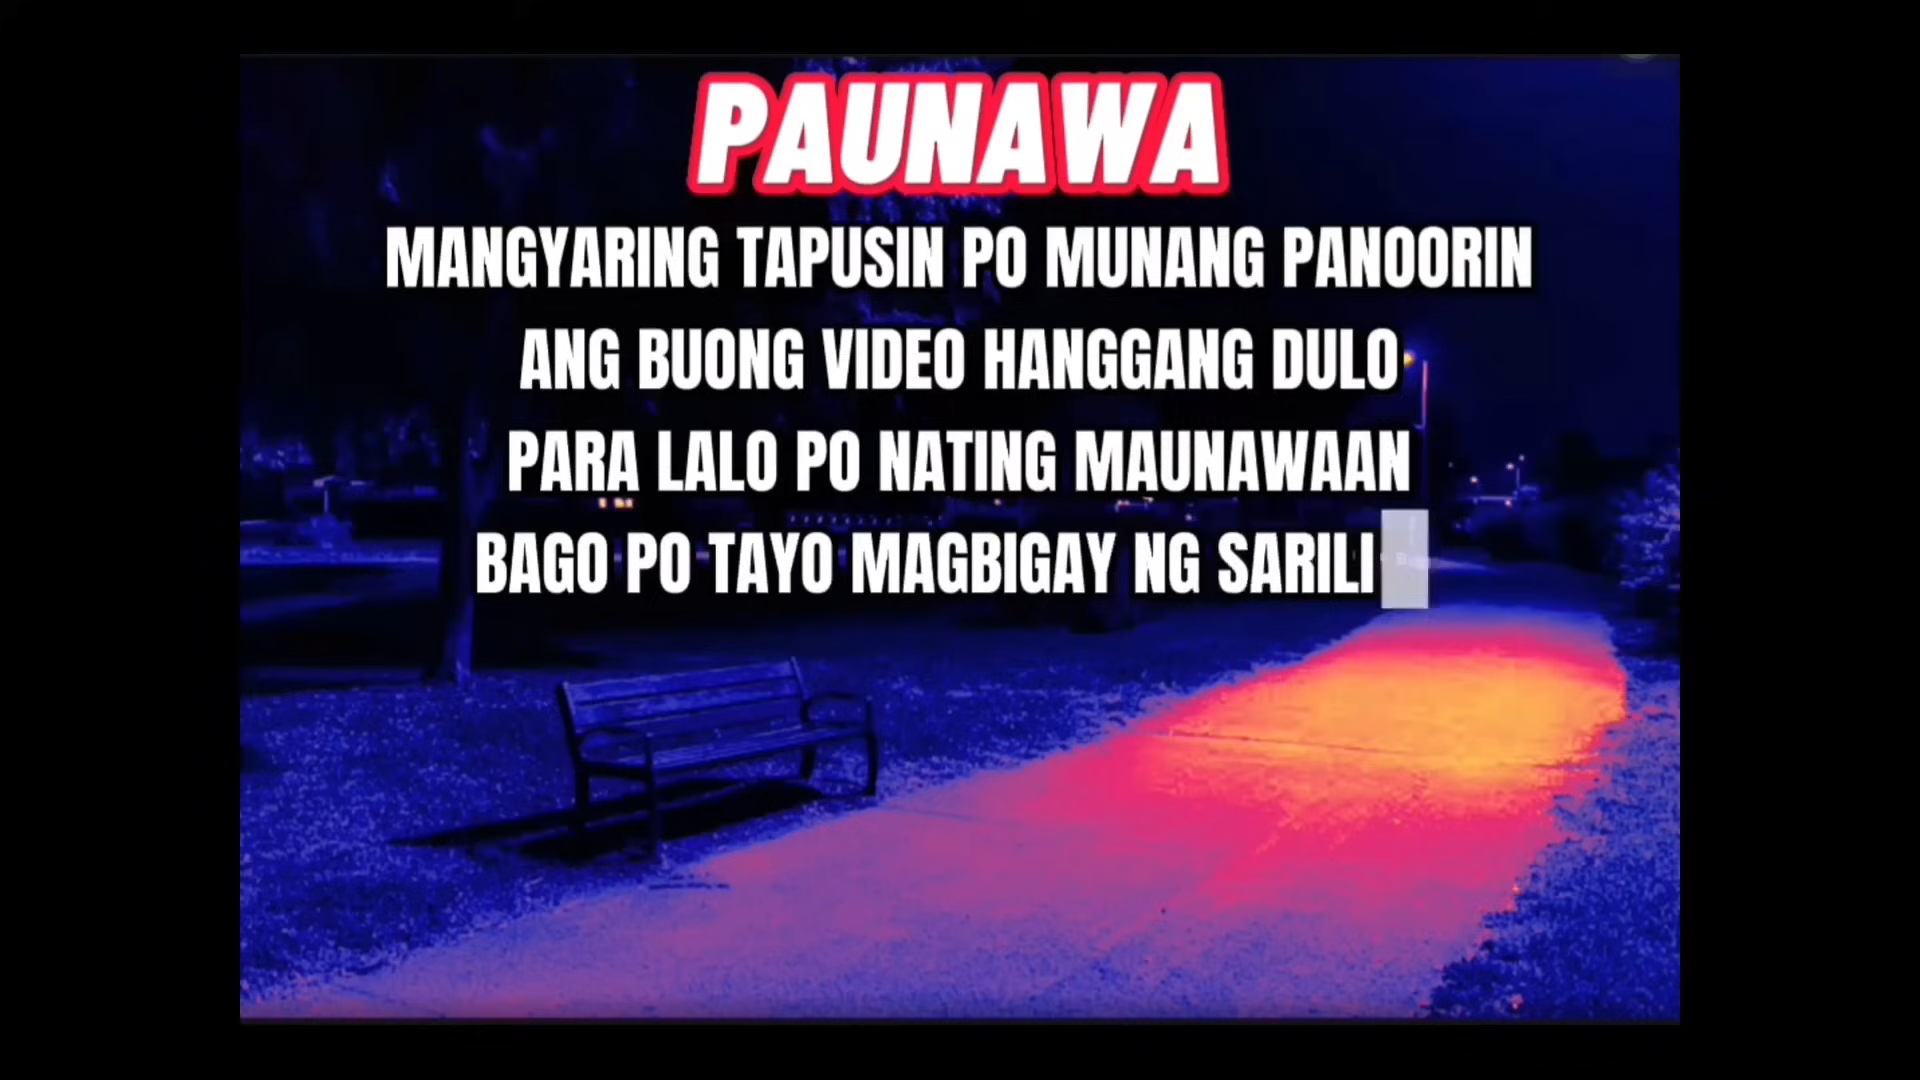 PAUNAWA
MANGYARING TAPUSIN PO MUNANG PANOORIN
ANG BUONG VIDEO HANGGANG DULO
PARA LALO PO NATING MAUNAWAAN
BAGO PO TAYO MAGBIGAY NG SARILI